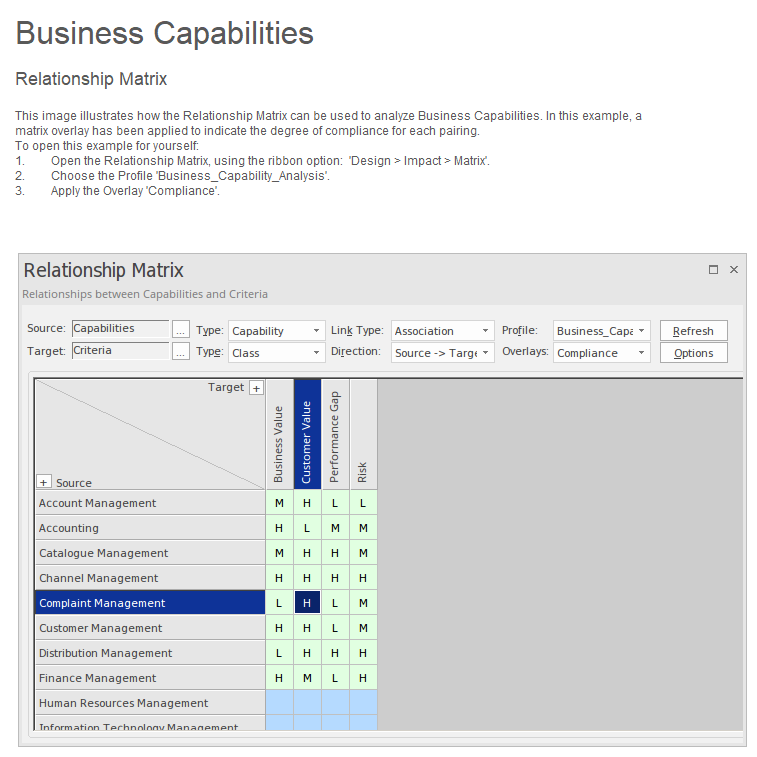 Business Capabilities
Relationship Matrix
This image illustrates how the Relationship Matrix can be used to analyze Business Capabilities. In this example, a
matrix overlay has been applied to indicate the degree of compliance for each pairing.
To open this example for yourself:
1. Open the Relationship Matrix, using the ribbon option: 'Design > Impact > Matrix'.
2. Choose the Profile 'Business_Capability_Analysis'.
3. Apply the Overlay 'Compliance'.
Relationship Matrix
Relationships between Capabilities and Criteria
Source: Capabilities ... Type: Capability Link Type: Association Profile: Business_Capa Refresh
Target: Criteria ... Type: Class Direction: Source -> Targe Overlays: Compliance Options
Target +
+ Source
Business Value
Customer Value
Performance Gap
Risk
Account Management M H L L
Accounting H L M M
Catalogue Management M H H M
Channel Management H H H H
Complaint Management L H L M
Customer Management H H L M
Distribution Management L H H H
Finance Management H M L H
Human Resources Management
Information Technology Management